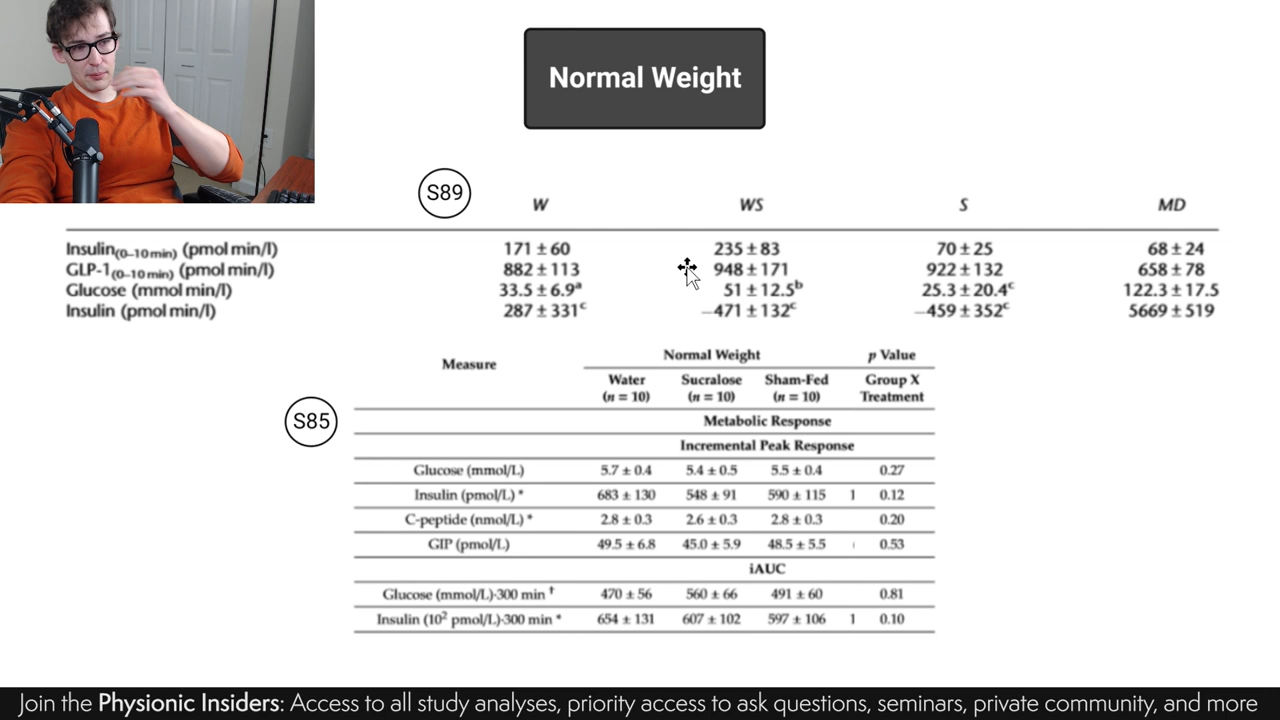 Normal Weight
S89
W WS S MD
Insulin(0–10 min) (pmol min/l) 171 ± 60 235 ± 83 70 ± 25 68 ± 24
GLP-1(0–10 min) (pmol min/l) 882 ± 113 948 ± 171 922 ± 132 658 ± 78
Glucose (mmol min/l) 33.5 ± 6.9ᵃ 51 ± 12.5ᵇ 25.3 ± 20.4ᶜ 122.3 ± 17.5
Insulin (pmol min/l) 287 ± 331ᶜ –471 ± 132ᶜ –459 ± 352ᶜ 5669 ± 519
S85
Measure Normal Weight p Value
Water Sucralose Sham-Fed Group X
(n = 10) (n = 10) (n = 10) Treatment
Metabolic Response
Incremental Peak Response
Glucose (mmol/L) 5.7 ± 0.4 5.4 ± 0.5 5.5 ± 0.4 0.27
Insulin (pmol/L) * 683 ± 130 548 ± 91 590 ± 115 1 0.12
C-peptide (nmol/L) * 2.8 ± 0.3 2.6 ± 0.3 2.8 ± 0.3 0.20
GIP (pmol/L) 49.5 ± 6.8 45.0 ± 5.9 48.5 ± 5.5 0.53
iAUC
Glucose (mmol/L)·300 min † 470 ± 56 560 ± 66 491 ± 60 0.81
Insulin (10² pmol/L)·300 min * 654 ± 131 607 ± 102 597 ± 106 1 0.10
Join the Physionic Insiders: Access to all study analyses, priority access to ask questions, seminars, private community, and more